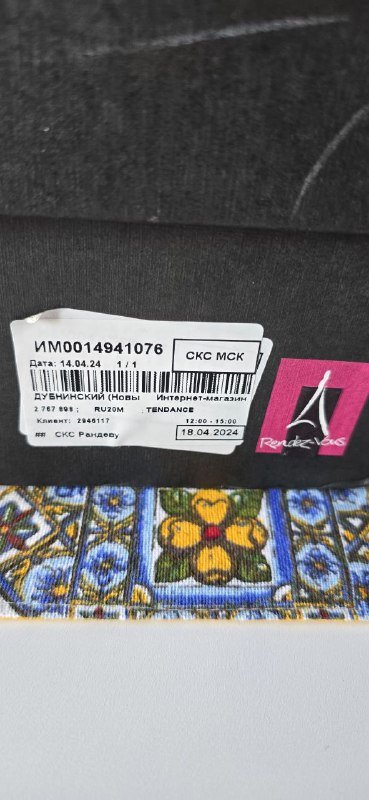 ИМ0014941076
СКС МСК
Дата: 14.04.24 1 / 1
ДУБНИНСКИЙ (Новы Интернет-магазин
2 767 898 ; RU20M ; TENDANCE
Клиент: 2946117 12:00 - 15:00
## СКС Рандеву 18.04.2024
Rendez-Vous